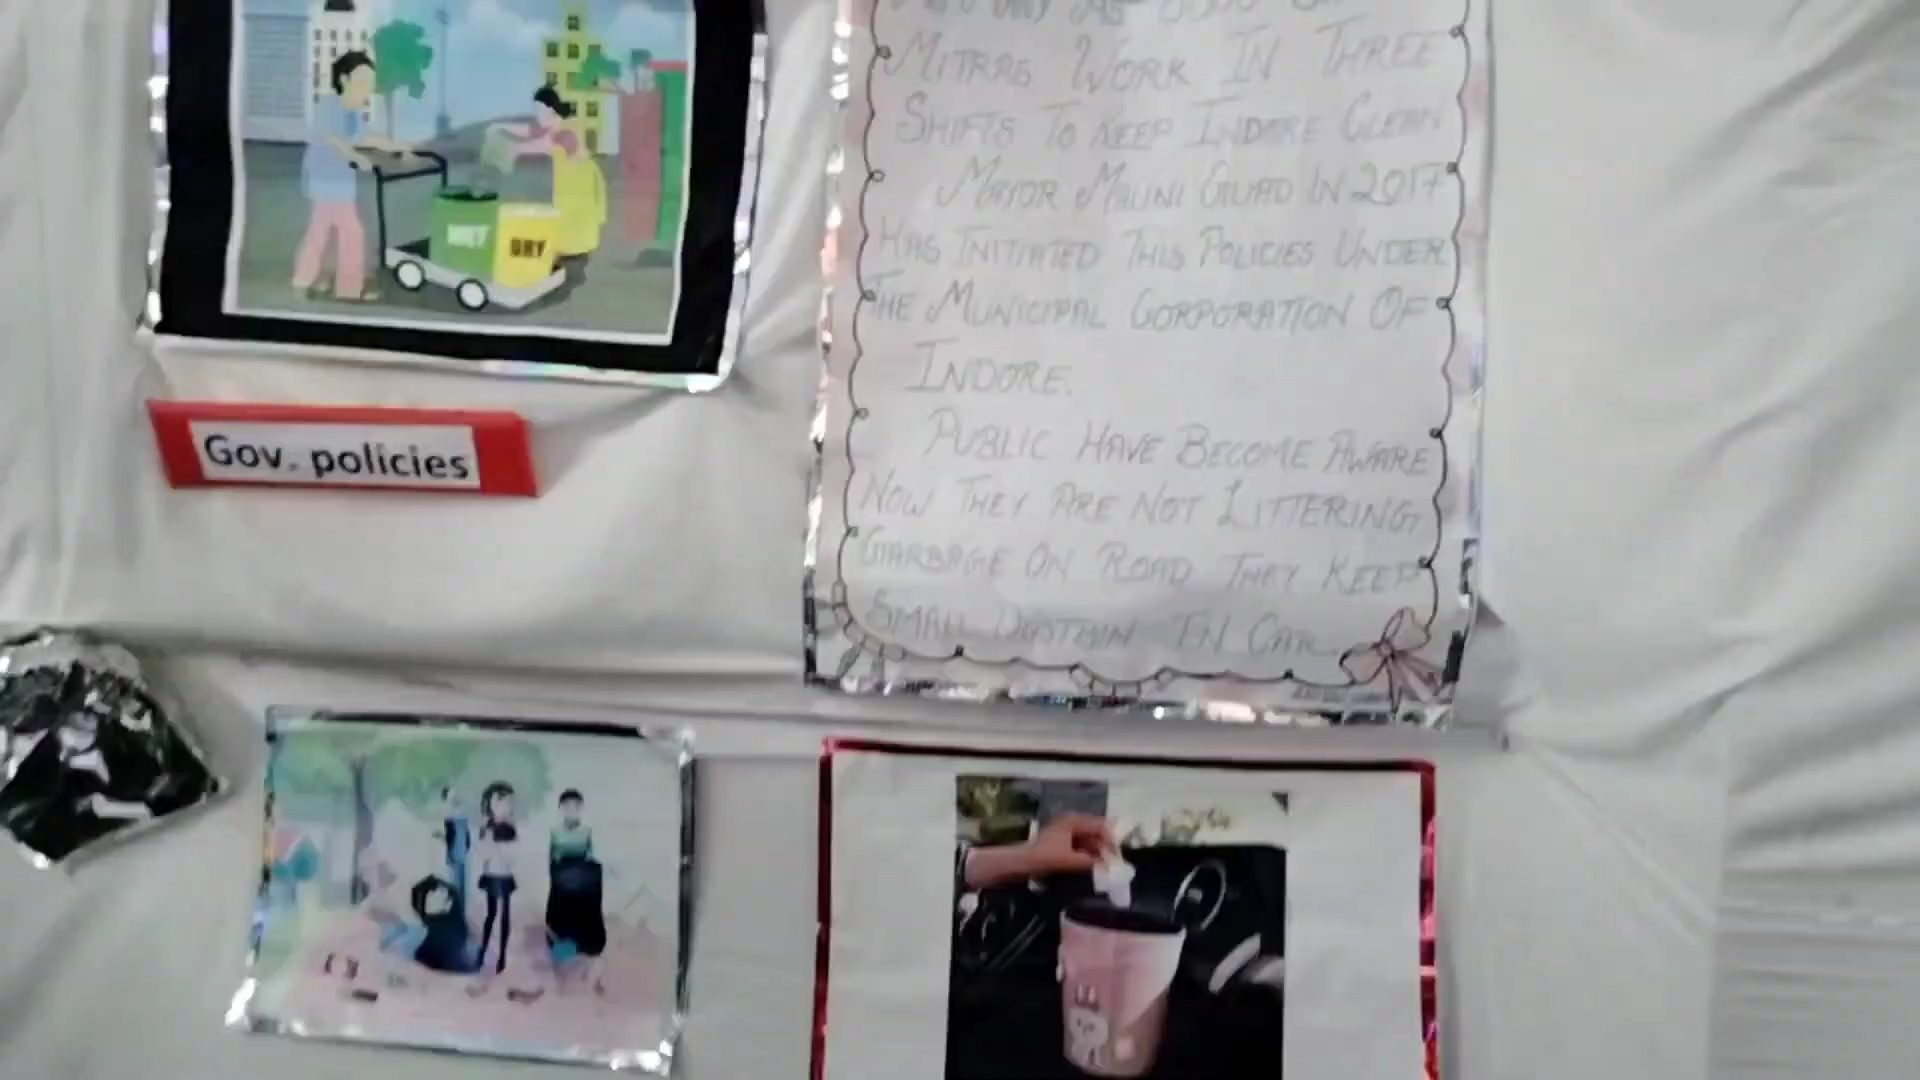 WET
DRY
Gov. policies
MITRAS WORK IN THREE
SHIFTS TO KEEP INDORE CLEAN
MAYOR MALINI GUAD IN 2017
HAS INITIATED THIS POLICIES UNDER
THE MUNICIPAL CORPORATION OF
INDORE.
PUBLIC HAVE BECOME AWARE
NOW THEY ARE NOT LITTERING
GARBAGE ON ROAD THEY KEEP
SMALL DUSTBIN IN CAR